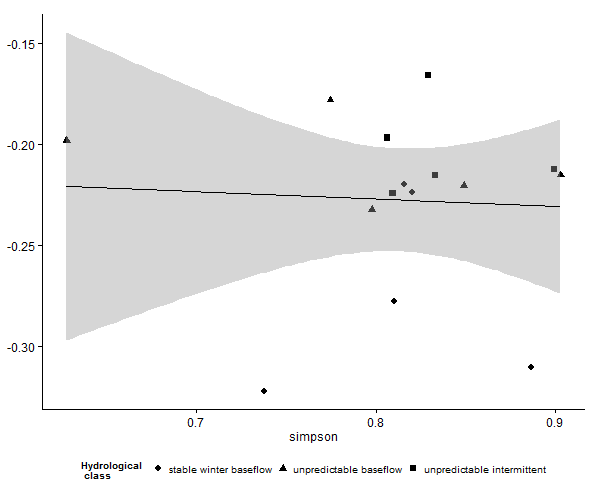 -0.15
-0.20
-0.25
-0.30
0.7 0.8 0.9
simpson
Hydrological
class
stable winter baseflow unpredictable baseflow unpredictable intermittent